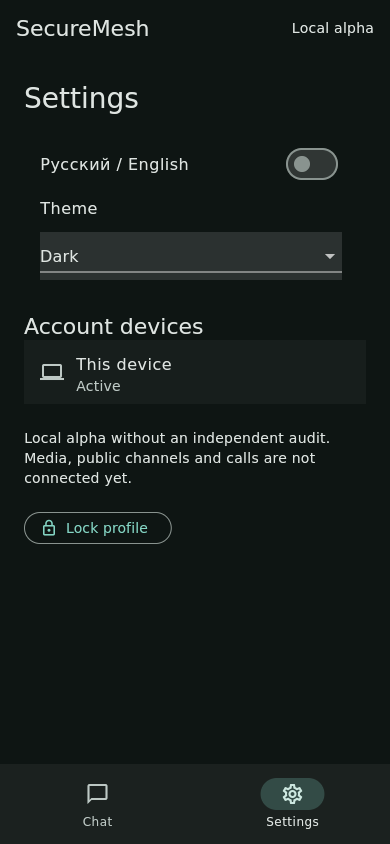 SecureMesh
Local alpha
Settings
Русский / English
Theme
Dark
Account devices
This device
Active
Local alpha without an independent audit.
Media, public channels and calls are not
connected yet.
Lock profile
Chat
Settings